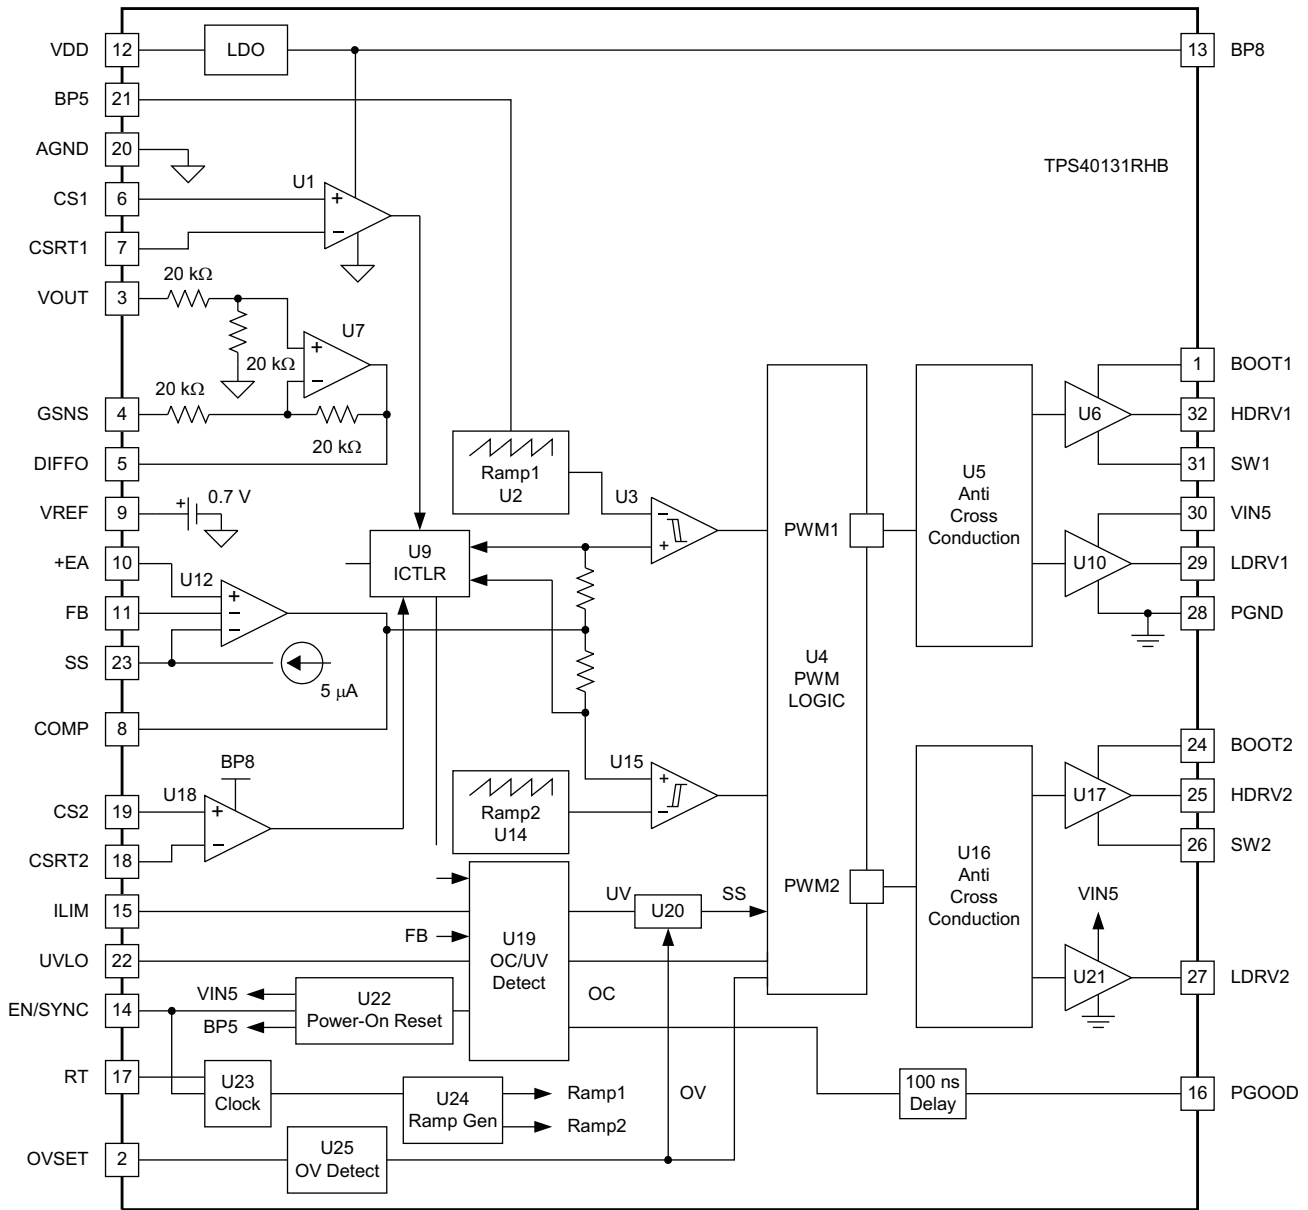 VDD 12 LDO 13 BP8
BP5 21
AGND 20 TPS40131RHB
CS1 6 U1 +
CSRT1 7 −
20 kΩ
VOUT 3 U7
+
20 kΩ
20 kΩ −
GSNS 4
20 kΩ
DIFFO 5
VREF 9 + 0.7 V
+EA 10 U12
+
FB 11 −
SS 23 −
5 μA
COMP 8
BP8
CS2 19 U18 +
CSRT2 18 −
ILIM 15
UVLO 22
EN/SYNC 14
RT 17
OVSET 2
Ramp1
U2
U3
−
+
U9
ICTLR
U15
+
−
Ramp2
U14
FB
U19
OC/UV
Detect
UV U20 SS
OC
VIN5
BP5
U22
Power-On Reset
U23
Clock
U24
Ramp Gen
Ramp1
Ramp2
U25
OV Detect
OV
PWM1
U4
PWM
LOGIC
PWM2
U5
Anti
Cross
Conduction
U6
U10
1 BOOT1
32 HDRV1
31 SW1
30 VIN5
29 LDRV1
28 PGND
U16
Anti
Cross
Conduction
U17
VIN5
U21
24 BOOT2
25 HDRV2
26 SW2
27 LDRV2
100 ns
Delay
16 PGOOD